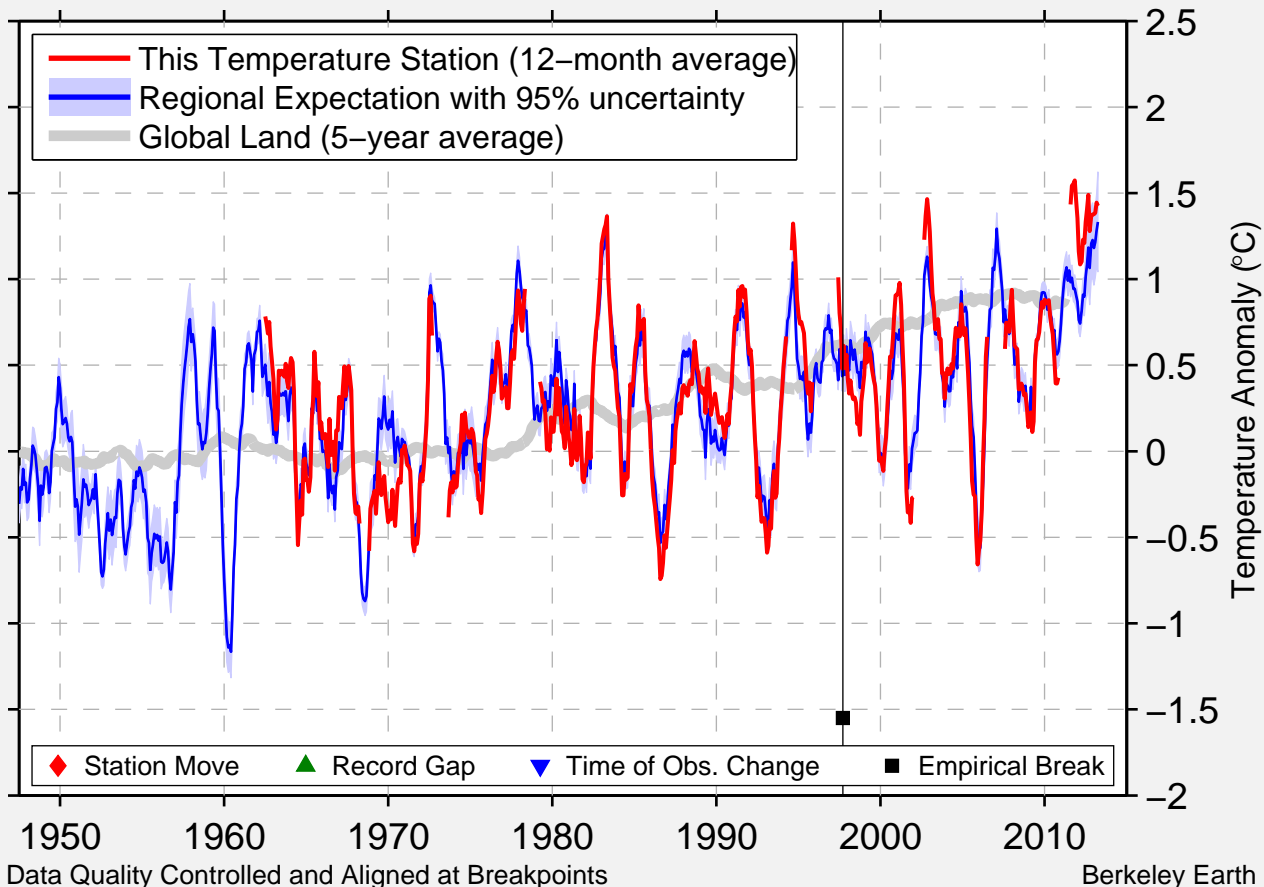 This Temperature Station (12−month average)
Regional Expectation with 95% uncertainty
Global Land (5−year average)
2.5
2
1.5
1
0.5
0
−0.5
−1
−1.5
−2
Temperature Anomaly (°C)
Station Move
Record Gap
Time of Obs. Change
Empirical Break
1950
1960
1970
1980
1990
2000
2010
Data Quality Controlled and Aligned at Breakpoints
Berkeley Earth